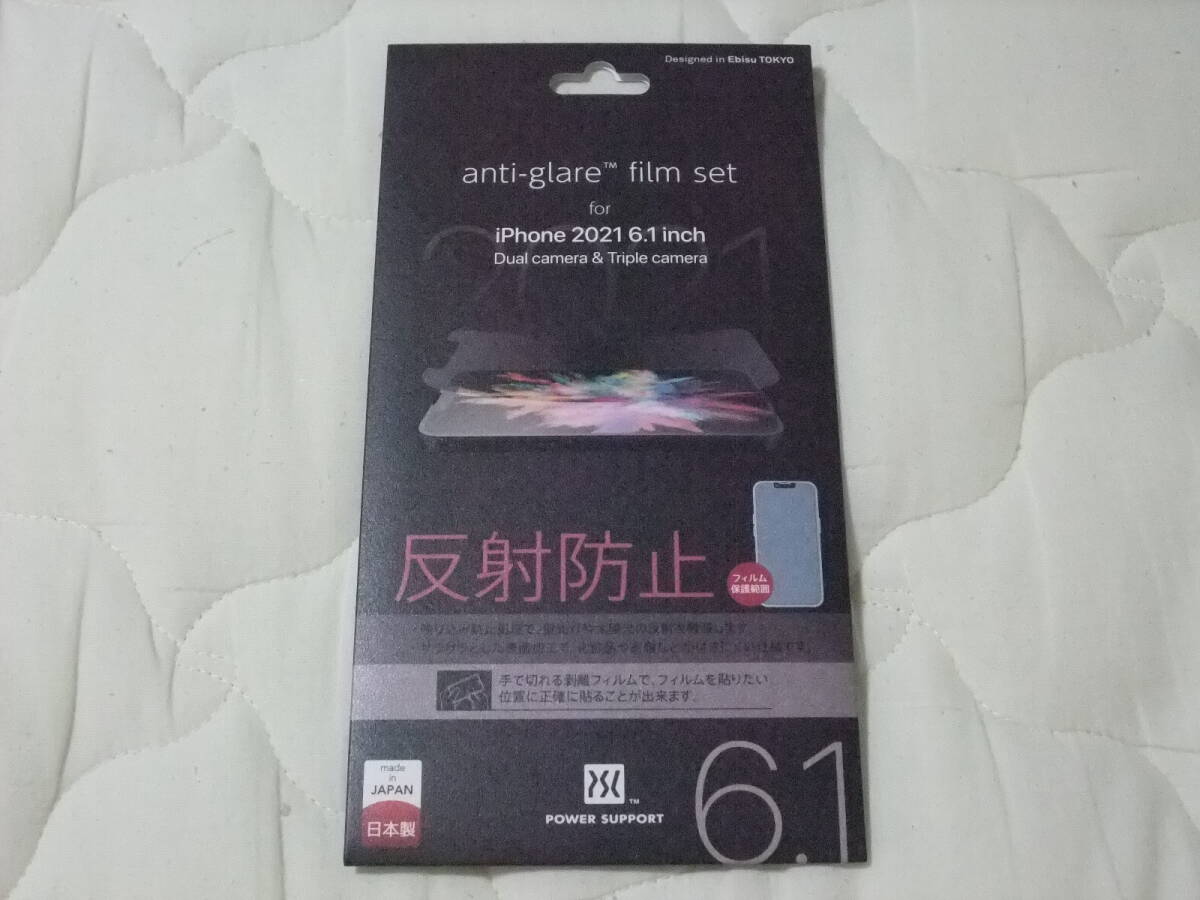 Designed in Ebisu TOKYO
anti-glare™ film set
for
iPhone 2021 6.1 inch
Dual camera & Triple camera
2021
反射防止
フィルム
保護範囲
手で切れる剥離フィルムで、フィルムを貼りたい
位置に正確に貼ることが出来ます。
made
in
JAPAN
日本製
TM
POWER SUPPORT
6.1